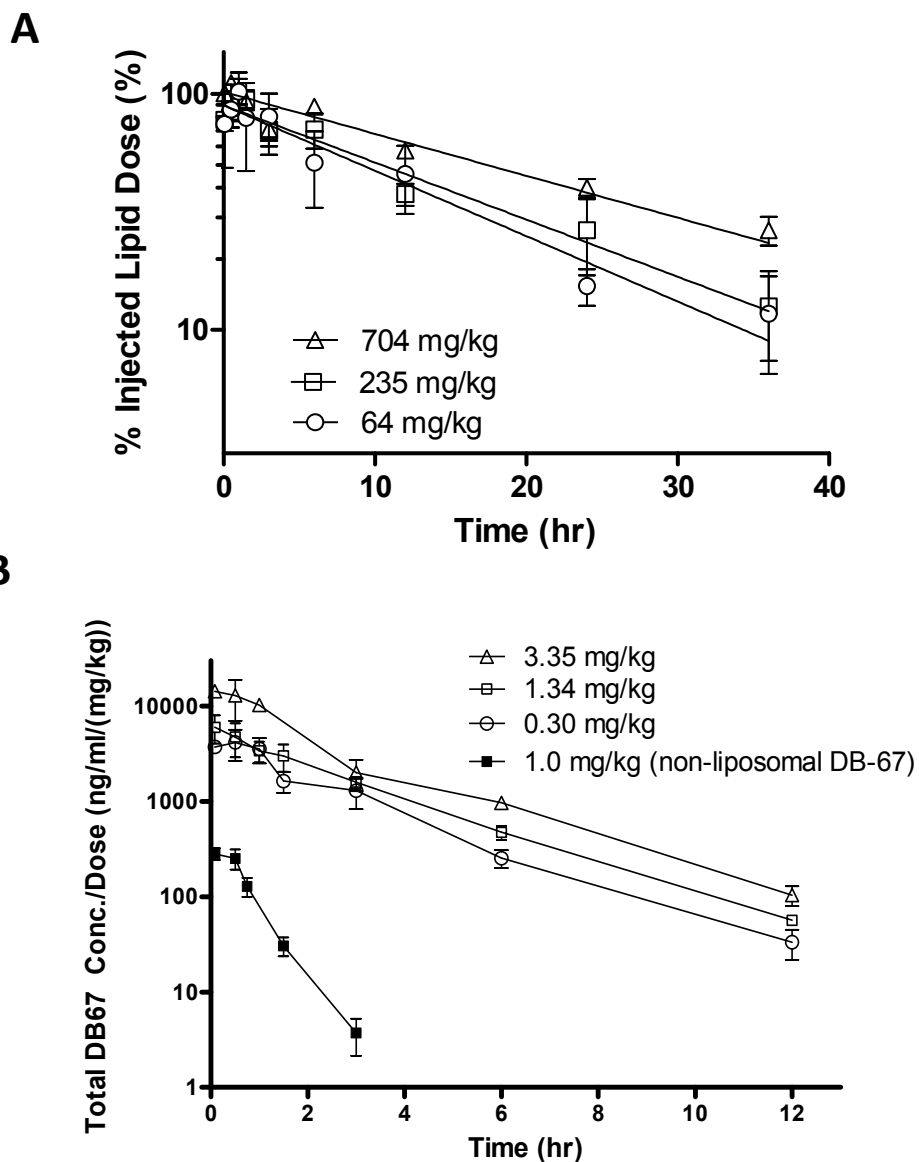 A
% Injected Lipid Dose (%)
100
10
704 mg/kg
235 mg/kg
64 mg/kg
0
10
20
30
40
Time (hr)
B
Total DB67 Conc./Dose (ng/ml/(mg/kg))
10000
1000
100
10
1
3.35 mg/kg
1.34 mg/kg
0.30 mg/kg
1.0 mg/kg (non-liposomal DB-67)
0
2
4
6
8
10
12
Time (hr)